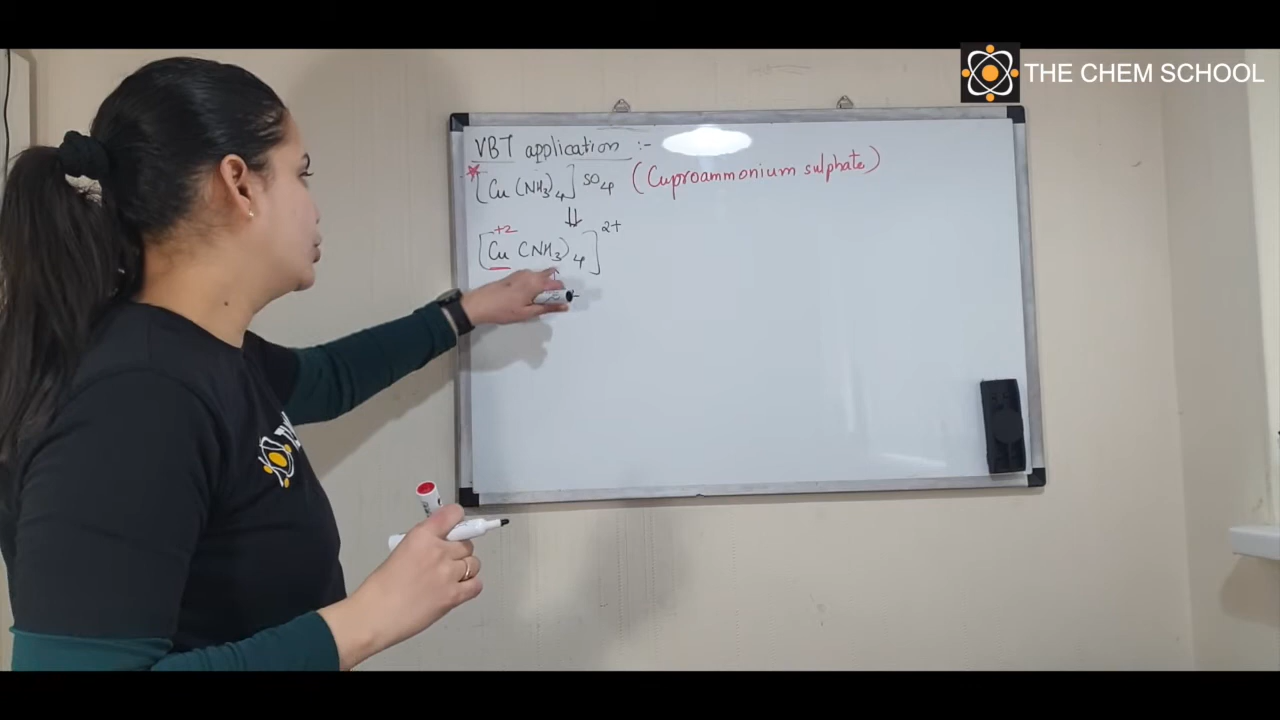 THE CHEM SCHOOL
VBT application :-
* [Cu (NH3)4] SO4 (Cuproammonium sulphate)
⇓
+2
[Cu (NH3)4]2+